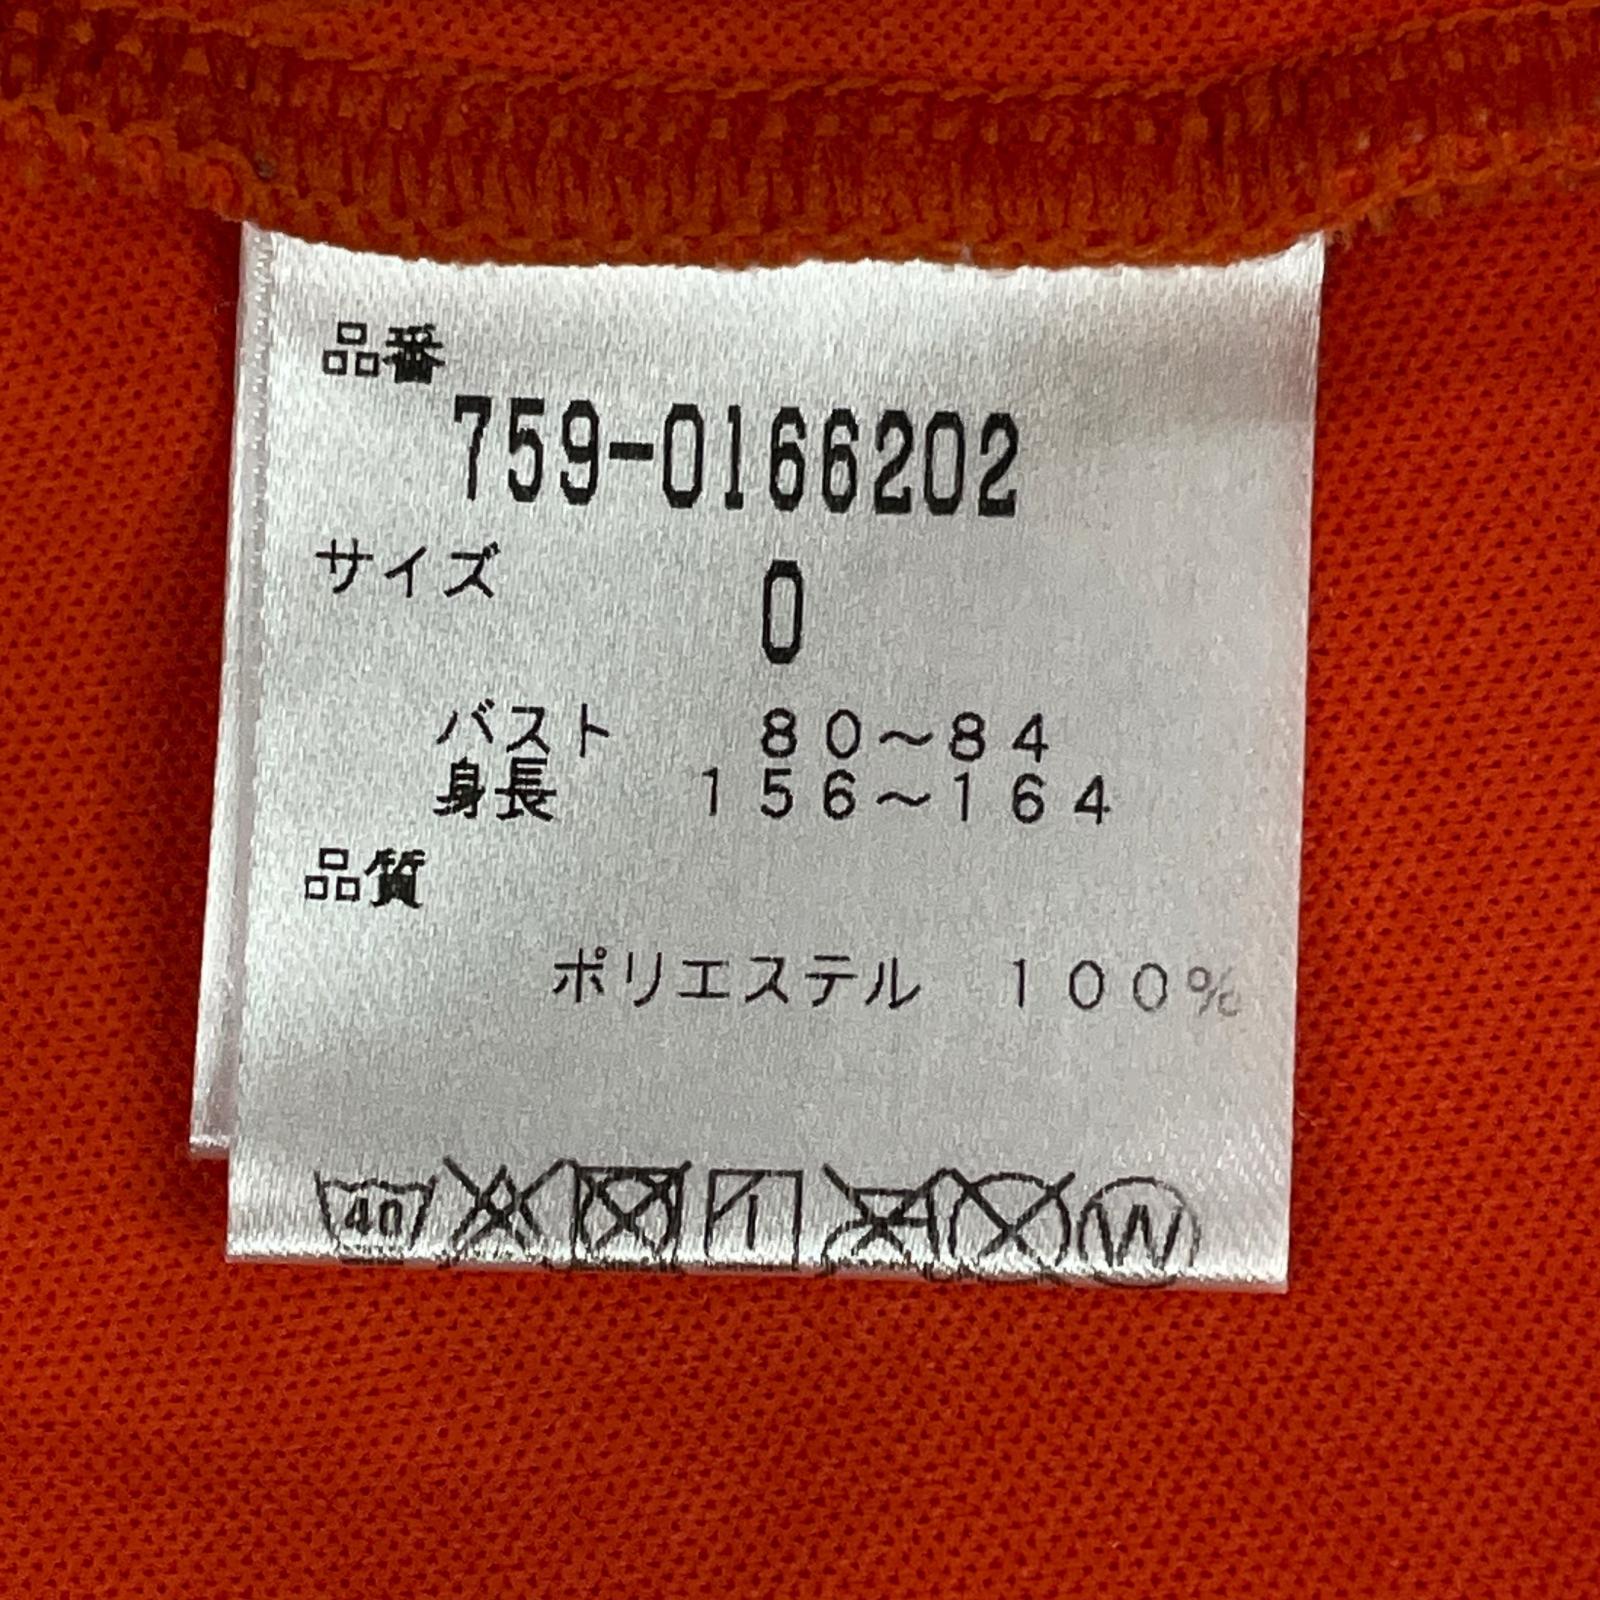 品番
759-0166202
サイズ 0
バスト 80～84
身長 156～164
品質
ポリエステル 100%
40 W